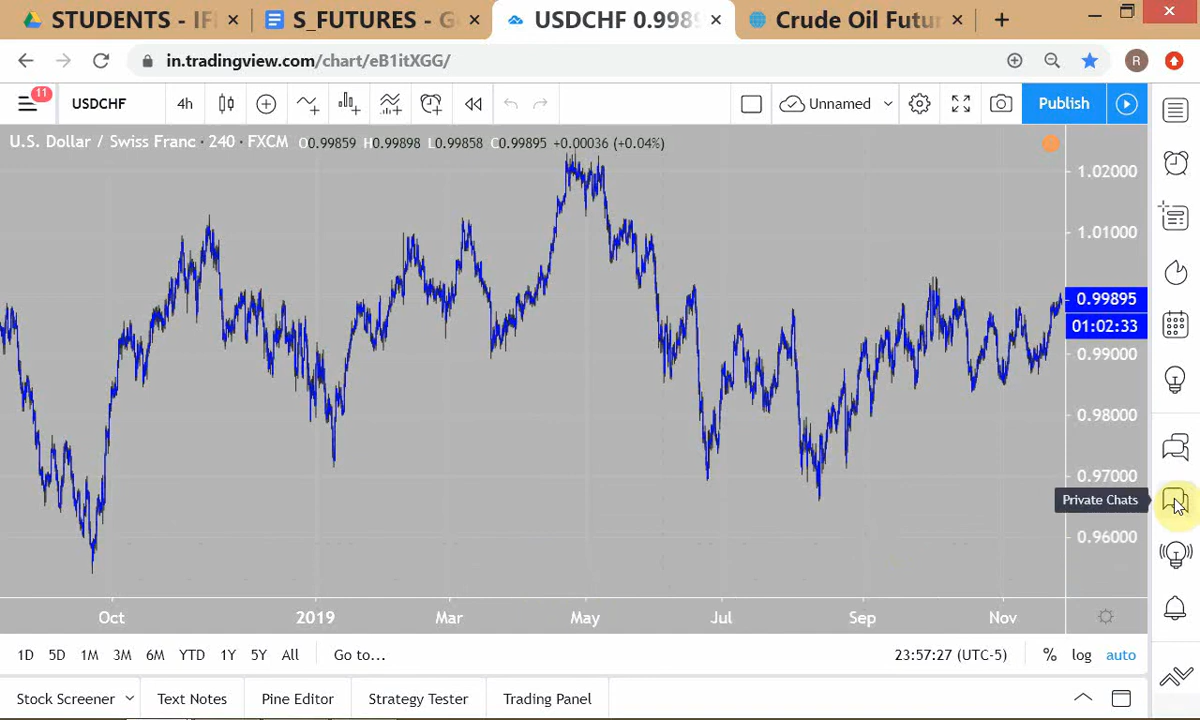 STUDENTS - IF
S_FUTURES - G
USDCHF 0.9989
Crude Oil Futur
in.tradingview.com/chart/eB1itXGG/
R
11
USDCHF
4h
Unnamed
Publish
U.S. Dollar / Swiss Franc · 240 · FXCM O0.99859 H0.99898 L0.99858 C0.99895 +0.00036 (+0.04%)
1.02000
1.01000
0.99895
01:02:33
0.99000
0.98000
0.97000
Private Chats
0.96000
Oct
2019
Mar
May
Jul
Sep
Nov
1D 5D 1M 3M 6M YTD 1Y 5Y All Go to... 23:57:27 (UTC-5) % log auto
Stock Screener Text Notes Pine Editor Strategy Tester Trading Panel